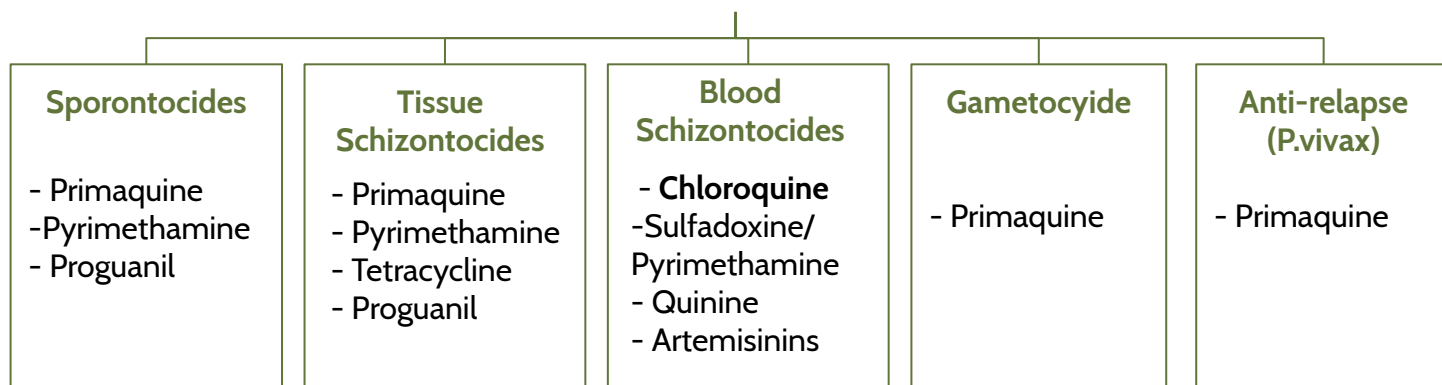 Sporontocides
- Primaquine
-Pyrimethamine
- Proguanil
Tissue
Schizontocides
- Primaquine
- Pyrimethamine
- Tetracycline
- Proguanil
Blood
Schizontocides
- Chloroquine
-Sulfadoxine/
Pyrimethamine
- Quinine
- Artemisinins
Gametocyide
- Primaquine
Anti-relapse
(P.vivax)
- Primaquine